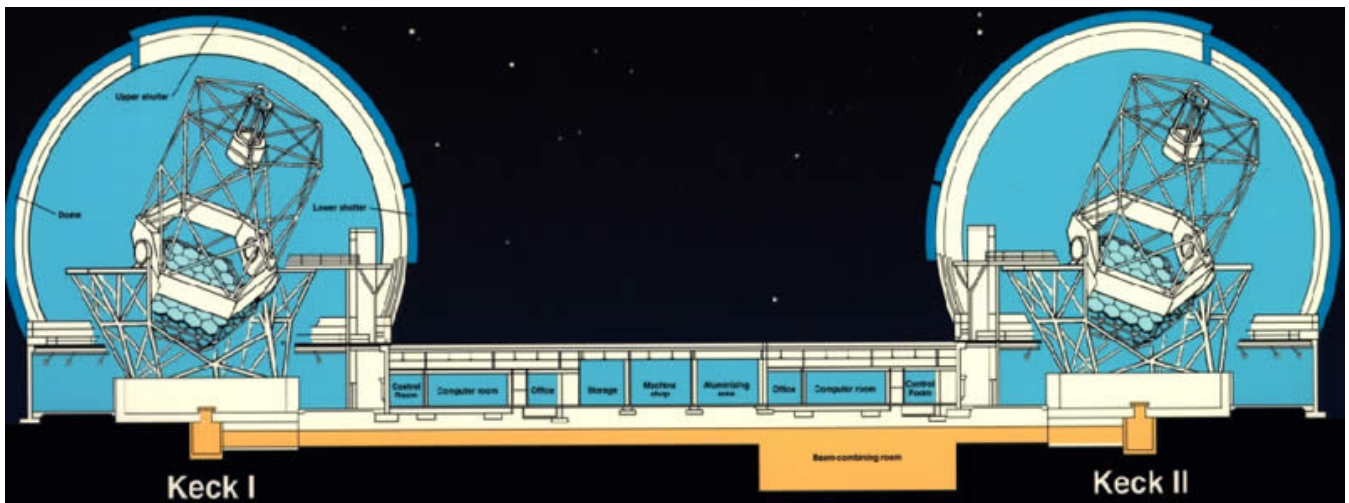 Upper shutter
Dome
Lower shutter
Control
Room
Computer room
Office
Storage
Machine
shop
Aluminizing
area
Office
Computer room
Control
Room
Beam-combining room
Keck I
Keck II